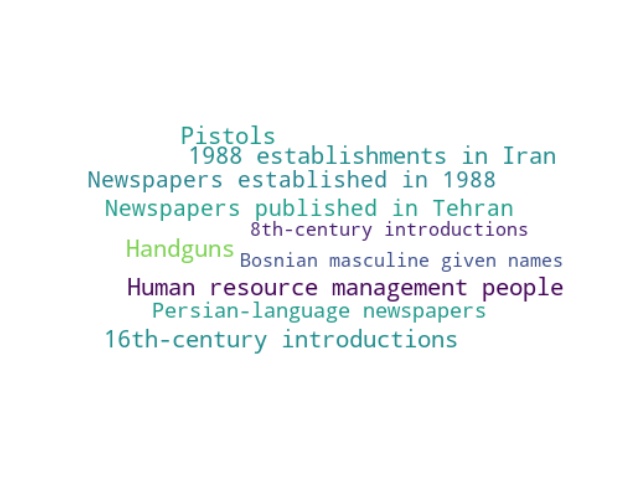 Pistols
1988 establishments in Iran
Newspapers established in 1988
Newspapers published in Tehran
8th-century introductions
Handguns
Bosnian masculine given names
Human resource management people
Persian-language newspapers
16th-century introductions